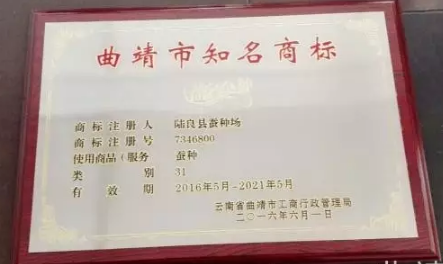 曲靖市知名商标
商标注册人 陆良县蚕种场
商标注册号 7346800
使用商品(服务 蚕种
类别 31
有效期 2016年5月-2021年5月
云南省曲靖市工商行政管理局
二〇一六年六月一日